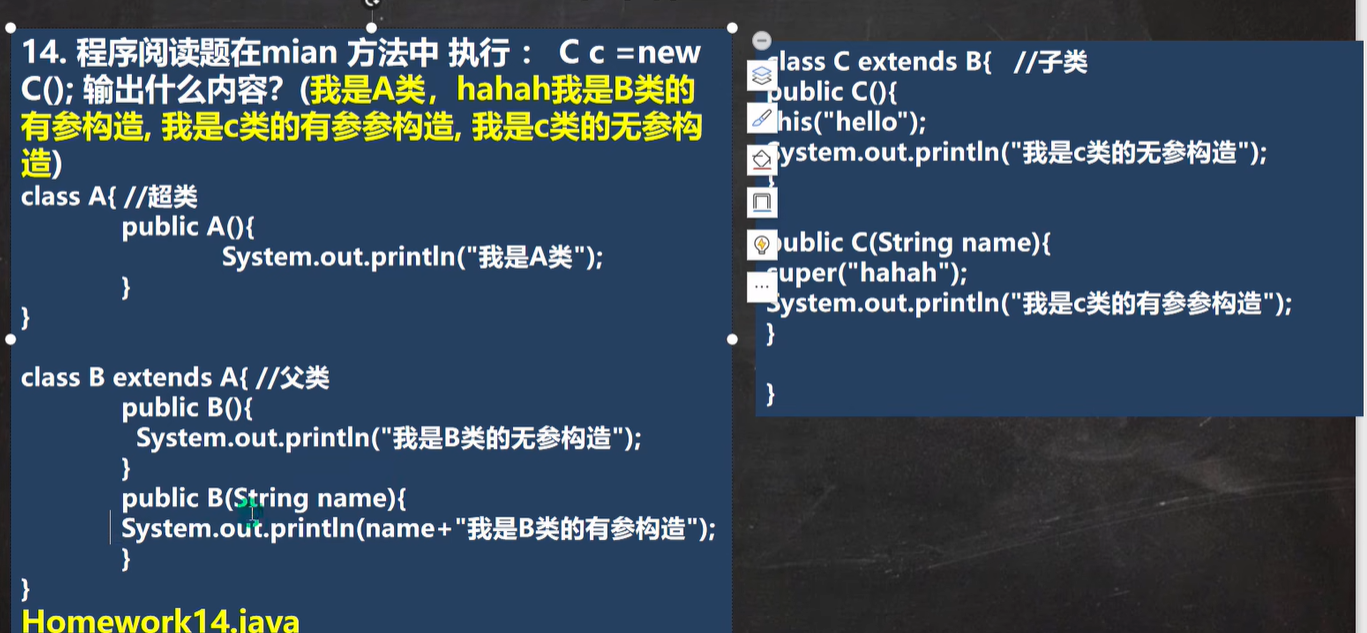 14. 程序阅读题在mian 方法中 执行 ： C c =new
C(); 输出什么内容？(我是A类，hahah我是B类的
有参构造, 我是c类的有参参构造, 我是c类的无参构
造)
class A{ //超类
public A(){
System.out.println("我是A类");
}
}
class B extends A{ //父类
public B(){
System.out.println("我是B类的无参构造");
}
public B(String name){
System.out.println(name+"我是B类的有参构造");
}
}
Homework14.java
class C extends B{ //子类
public C(){
this("hello");
System.out.println("我是c类的无参构造");
}
public C(String name){
super("hahah");
System.out.println("我是c类的有参参构造");
}
}